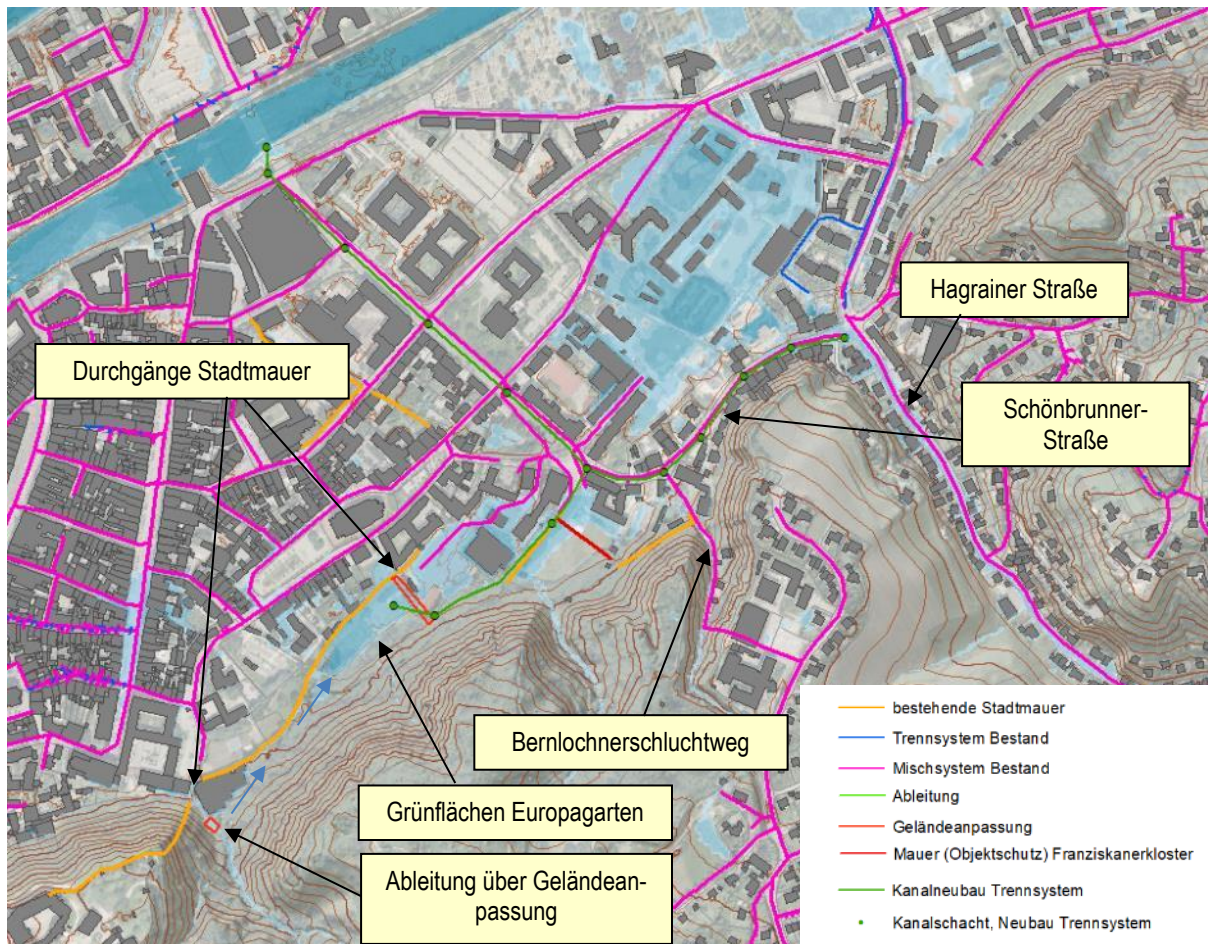 Hagrainer Straße
Durchgänge Stadtmauer
Schönbrunner-
Straße
Bernlochnerschluchtweg
Grünflächen Europagarten
Ableitung über Geländean-
passung
bestehende Stadtmauer
Trennsystem Bestand
Mischsystem Bestand
Ableitung
Geländeanpassung
Mauer (Objektschutz) Franziskanerkloster
Kanalneubau Trennsystem
Kanalschacht, Neubau Trennsystem